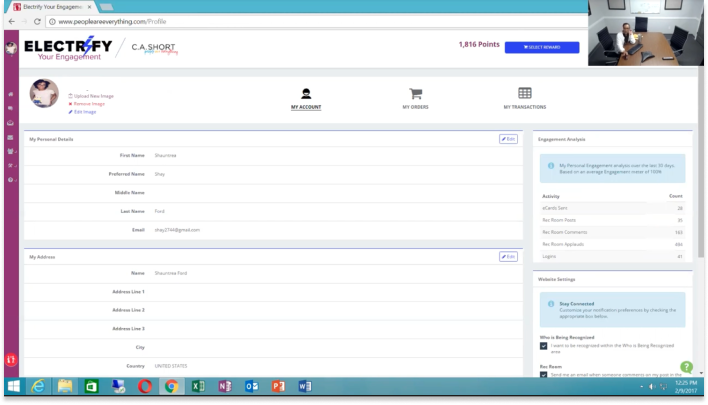 Electrify Your Engageme
www.peopleareeverything.com/Profile
ELECTRIFY
Your Engagement
C.A.SHORT
people are everything
1,816 Points
SELECT REWARD
Upload New Image
Remove Image
Edit Image
MY ACCOUNT
MY ORDERS
MY TRANSACTIONS
My Personal Details
Edit
First Name Shauntrea
Preferred Name Shay
Middle Name
Last Name Ford
Email shay2744@gmail.com
My Address
Edit
Name Shauntrea Ford
Address Line 1
Address Line 2
Address Line 3
City
Country UNITED STATES
Engagement Analysis
My Personal Engagement analysis over the last 30 days.
Based on an average Engagement meter of 100%
Activity Count
eCards Sent 20
Rec Room Posts 35
Rec Room Comments 193
Rec Room Applauds
Logins 41
Website Settings
Stay Connected
Customize your notification preferences by checking the
appropriate box below.
Who is Being Recognized
I want to be recognized within the Who is Being Recognized
area.
Rec Room
Send me an email when someone comments on my post in the
12:25 PM
2/9/2017